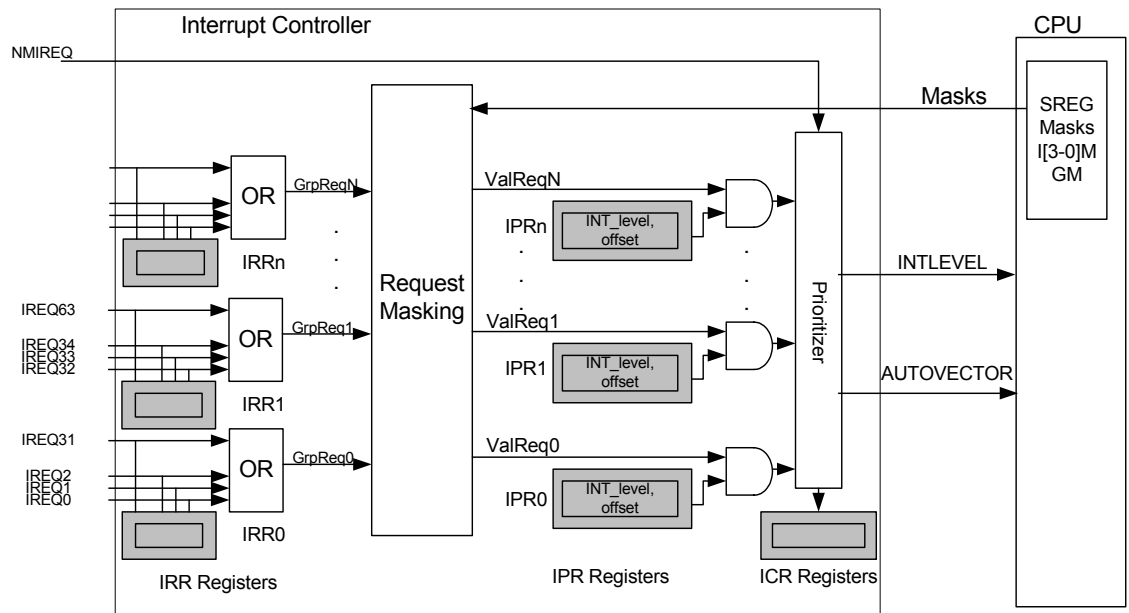 Interrupt Controller
CPU
NMIREQ
Masks
SREG
Masks
I[3-0]M
GM
OR
GrpReqN
ValReqN
IRRn
IPRn
INT_level,
offset
Request
Masking
Prioritizer
INTLEVEL
IREQ63
OR
GrpReq1
ValReq1
IREQ34
IREQ33
IREQ32
IRR1
IPR1
INT_level,
offset
AUTOVECTOR
IREQ31
OR
GrpReq0
ValReq0
IREQ2
IREQ1
IREQ0
IRR0
IPR0
INT_level,
offset
IRR Registers
IPR Registers
ICR Registers